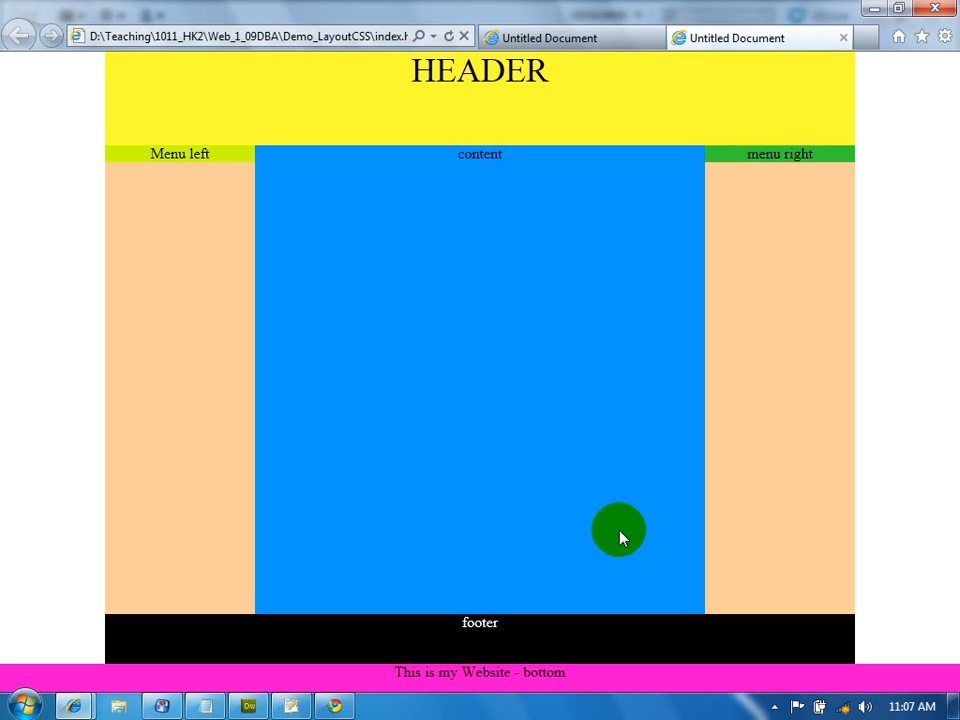 D:\Teaching\1011_HK2\Web_1_09DBA\Demo_LayoutCSS\index.h
Untitled Document
Untitled Document
HEADER
Menu left
content
menu right
footer
This is my Website - bottom
Dw
11:07 AM